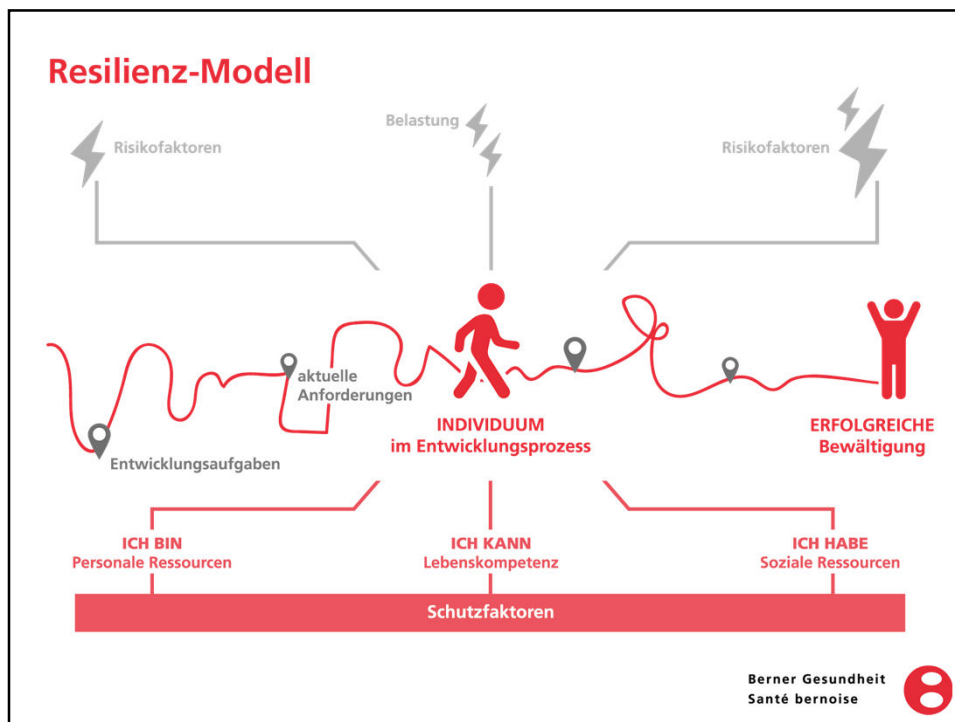 Resilienz-Modell
Belastung
Risikofaktoren
Risikofaktoren
aktuelle
Anforderungen
Entwicklungsaufgaben
INDIVIDUUM
im Entwicklungsprozess
ERFOLGREICHE
Bewältigung
ICH BIN
Personale Ressourcen
ICH KANN
Lebenskompetenz
ICH HABE
Soziale Ressourcen
Schutzfaktoren
Berner Gesundheit
Santé bernoise